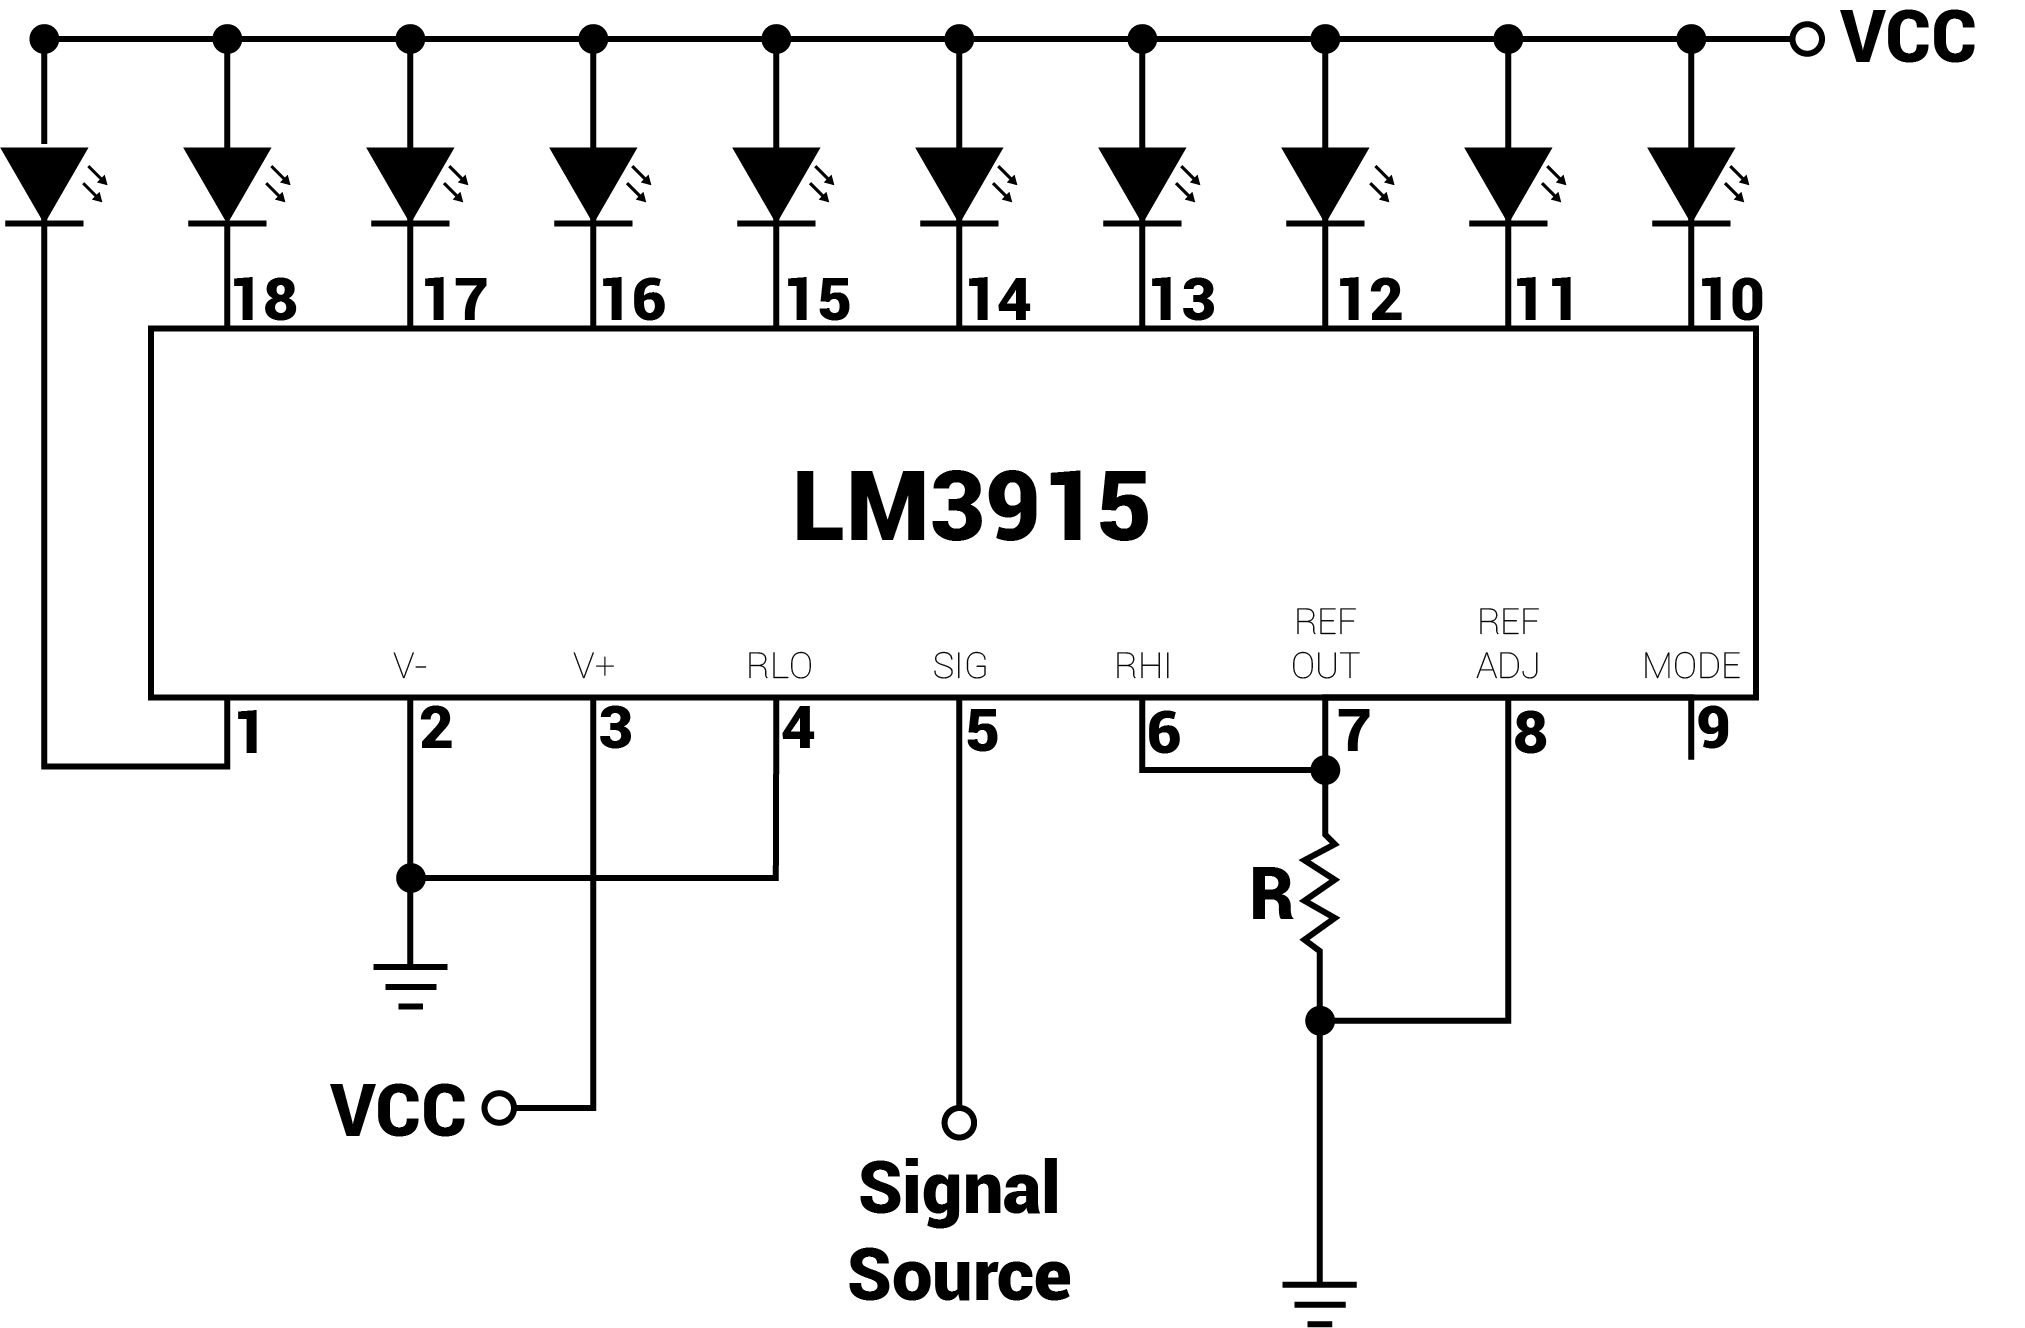 VCC
18 17 16 15 14 13 12 11 10
LM3915
REF REF
V- V+ RLO SIG RHI OUT ADJ MODE
1 2 3 4 5 6 7 8 9
R
VCC
Signal
Source